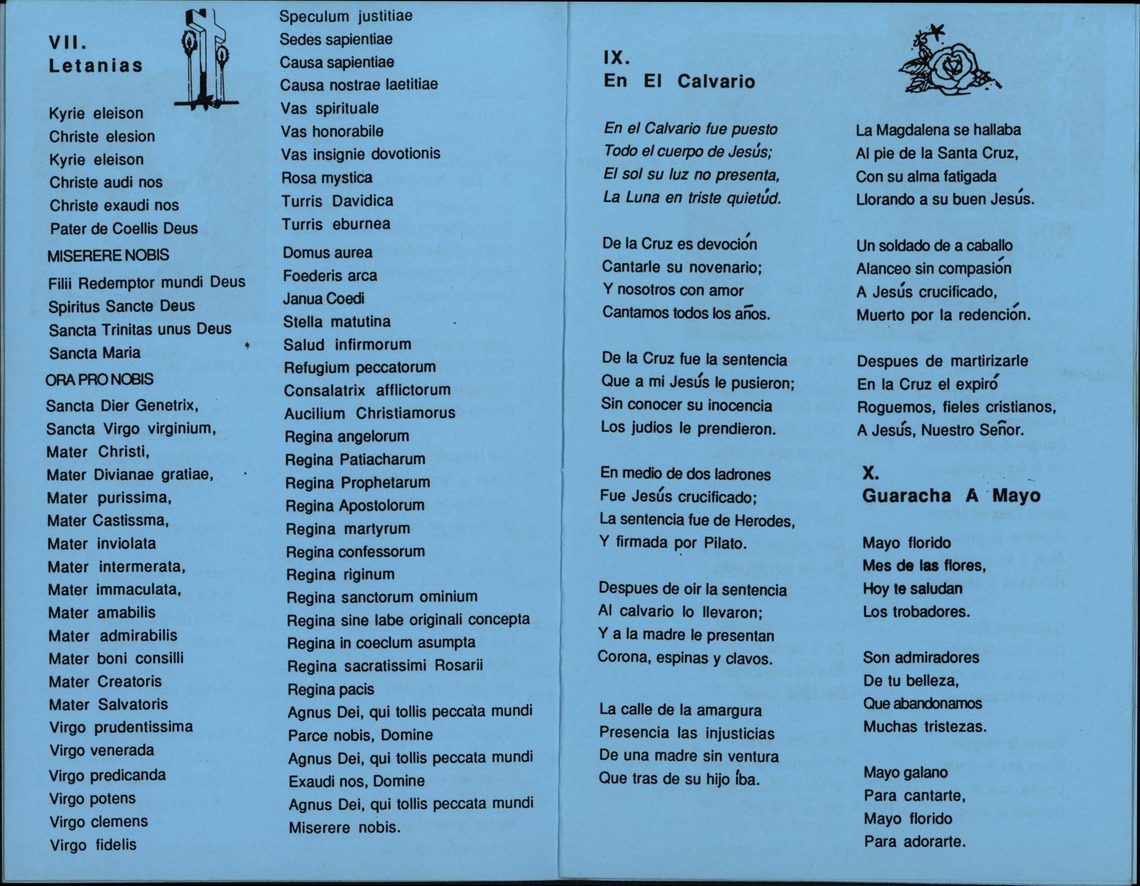 VII.
Letanias
Kyrie eleison
Christe elesion
Kyrie eleison
Christe audi nos
Christe exaudi nos
Pater de Coellis Deus
MISERERE NOBIS
Filii Redemptor mundi Deus
Spiritus Sancte Deus
Sancta Trinitas unus Deus
Sancta Maria
ORA PRO NOBIS
Sancta Dier Genetrix,
Sancta Virgo virginium,
Mater Christi,
Mater Divianae gratiae,
Mater purissima,
Mater Castissma,
Mater inviolata
Mater intermerata,
Mater immaculata,
Mater amabilis
Mater admirabilis
Mater boni consilli
Mater Creatoris
Mater Salvatoris
Virgo prudentissima
Virgo venerada
Virgo predicanda
Virgo potens
Virgo clemens
Virgo fidelis
Speculum justitiae
Sedes sapientiae
Causa sapientiae
Causa nostrae laetitiae
Vas spirituale
Vas honorabile
Vas insignie dovotionis
Rosa mystica
Turris Davidica
Turris eburnea
Domus aurea
Foederis arca
Janua Coedi
Stella matutina
Salud infirmorum
Refugium peccatorum
Consalatrix afflictorum
Aucilium Christiamorus
Regina angelorum
Regina Patiacharum
Regina Prophetarum
Regina Apostolorum
Regina martyrum
Regina confessorum
Regina riginum
Regina sanctorum ominium
Regina sine labe originali concepta
Regina in coeclum asumpta
Regina sacratissimi Rosarii
Regina pacis
Agnus Dei, qui tollis peccata mundi
Parce nobis, Domine
Agnus Dei, qui tollis peccata mundi
Exaudi nos, Domine
Agnus Dei, qui tollis peccata mundi
Miserere nobis.
IX.
En El Calvario
En el Calvario fue puesto
Todo el cuerpo de Jesús;
El sol su luz no presenta,
La Luna en triste quietúd.
De la Cruz es devoción
Cantarle su novenario;
Y nosotros con amor
Cantamos todos los años.
De la Cruz fue la sentencia
Que a mi Jesús le pusieron;
Sin conocer su inocencia
Los judios le prendieron.
En medio de dos ladrones
Fue Jesús crucificado;
La sentencia fue de Herodes,
Y firmada por Pilato.
Despues de oir la sentencia
Al calvario lo llevaron;
Y a la madre le presentan
Corona, espinas y clavos.
La calle de la amargura
Presencia las injusticias
De una madre sin ventura
Que tras de su hijo íba.
La Magdalena se hallaba
Al pie de la Santa Cruz,
Con su alma fatigada
Llorando a su buen Jesús.
Un soldado de a caballo
Alanceo sin compasión
A Jesús crucificado,
Muerto por la redención.
Despues de martirizarle
En la Cruz el expiró
Roguemos, fieles cristianos,
A Jesús, Nuestro Señor.
X.
Guaracha A Mayo
Mayo florido
Mes de las flores,
Hoy te saludan
Los trobadores.
Son admiradores
De tu belleza,
Que abandonamos
Muchas tristezas.
Mayo galano
Para cantarte,
Mayo florido
Para adorarte.